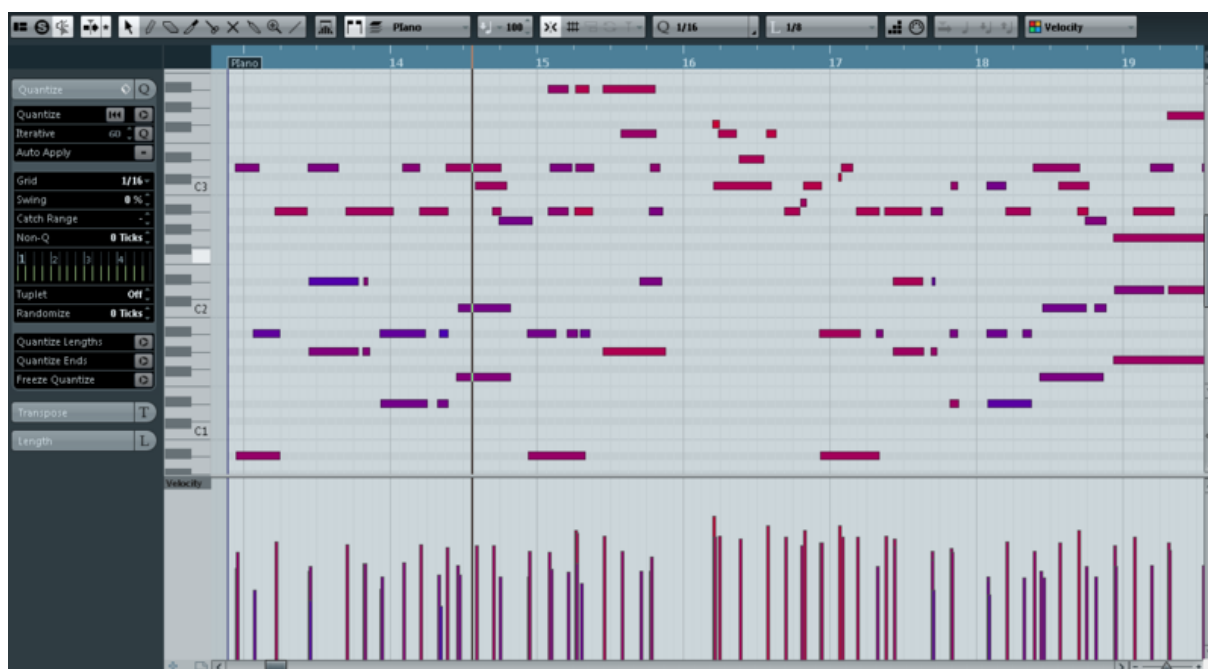 Piano 100 Q 1/16 L 1/8 Velocity
Piano 14 15 16 17 18 19
Quantize Q
Quantize
Iterative 60 Q
Auto Apply
Grid 1/16
Swing 0 %
Catch Range -
Non-Q 0 Ticks
1 2 3 4
Tuplet Off
Randomize 0 Ticks
Quantize Lengths
Quantize Ends
Freeze Quantize
Transpose T
Length L
C3
C2
C1
Velocity